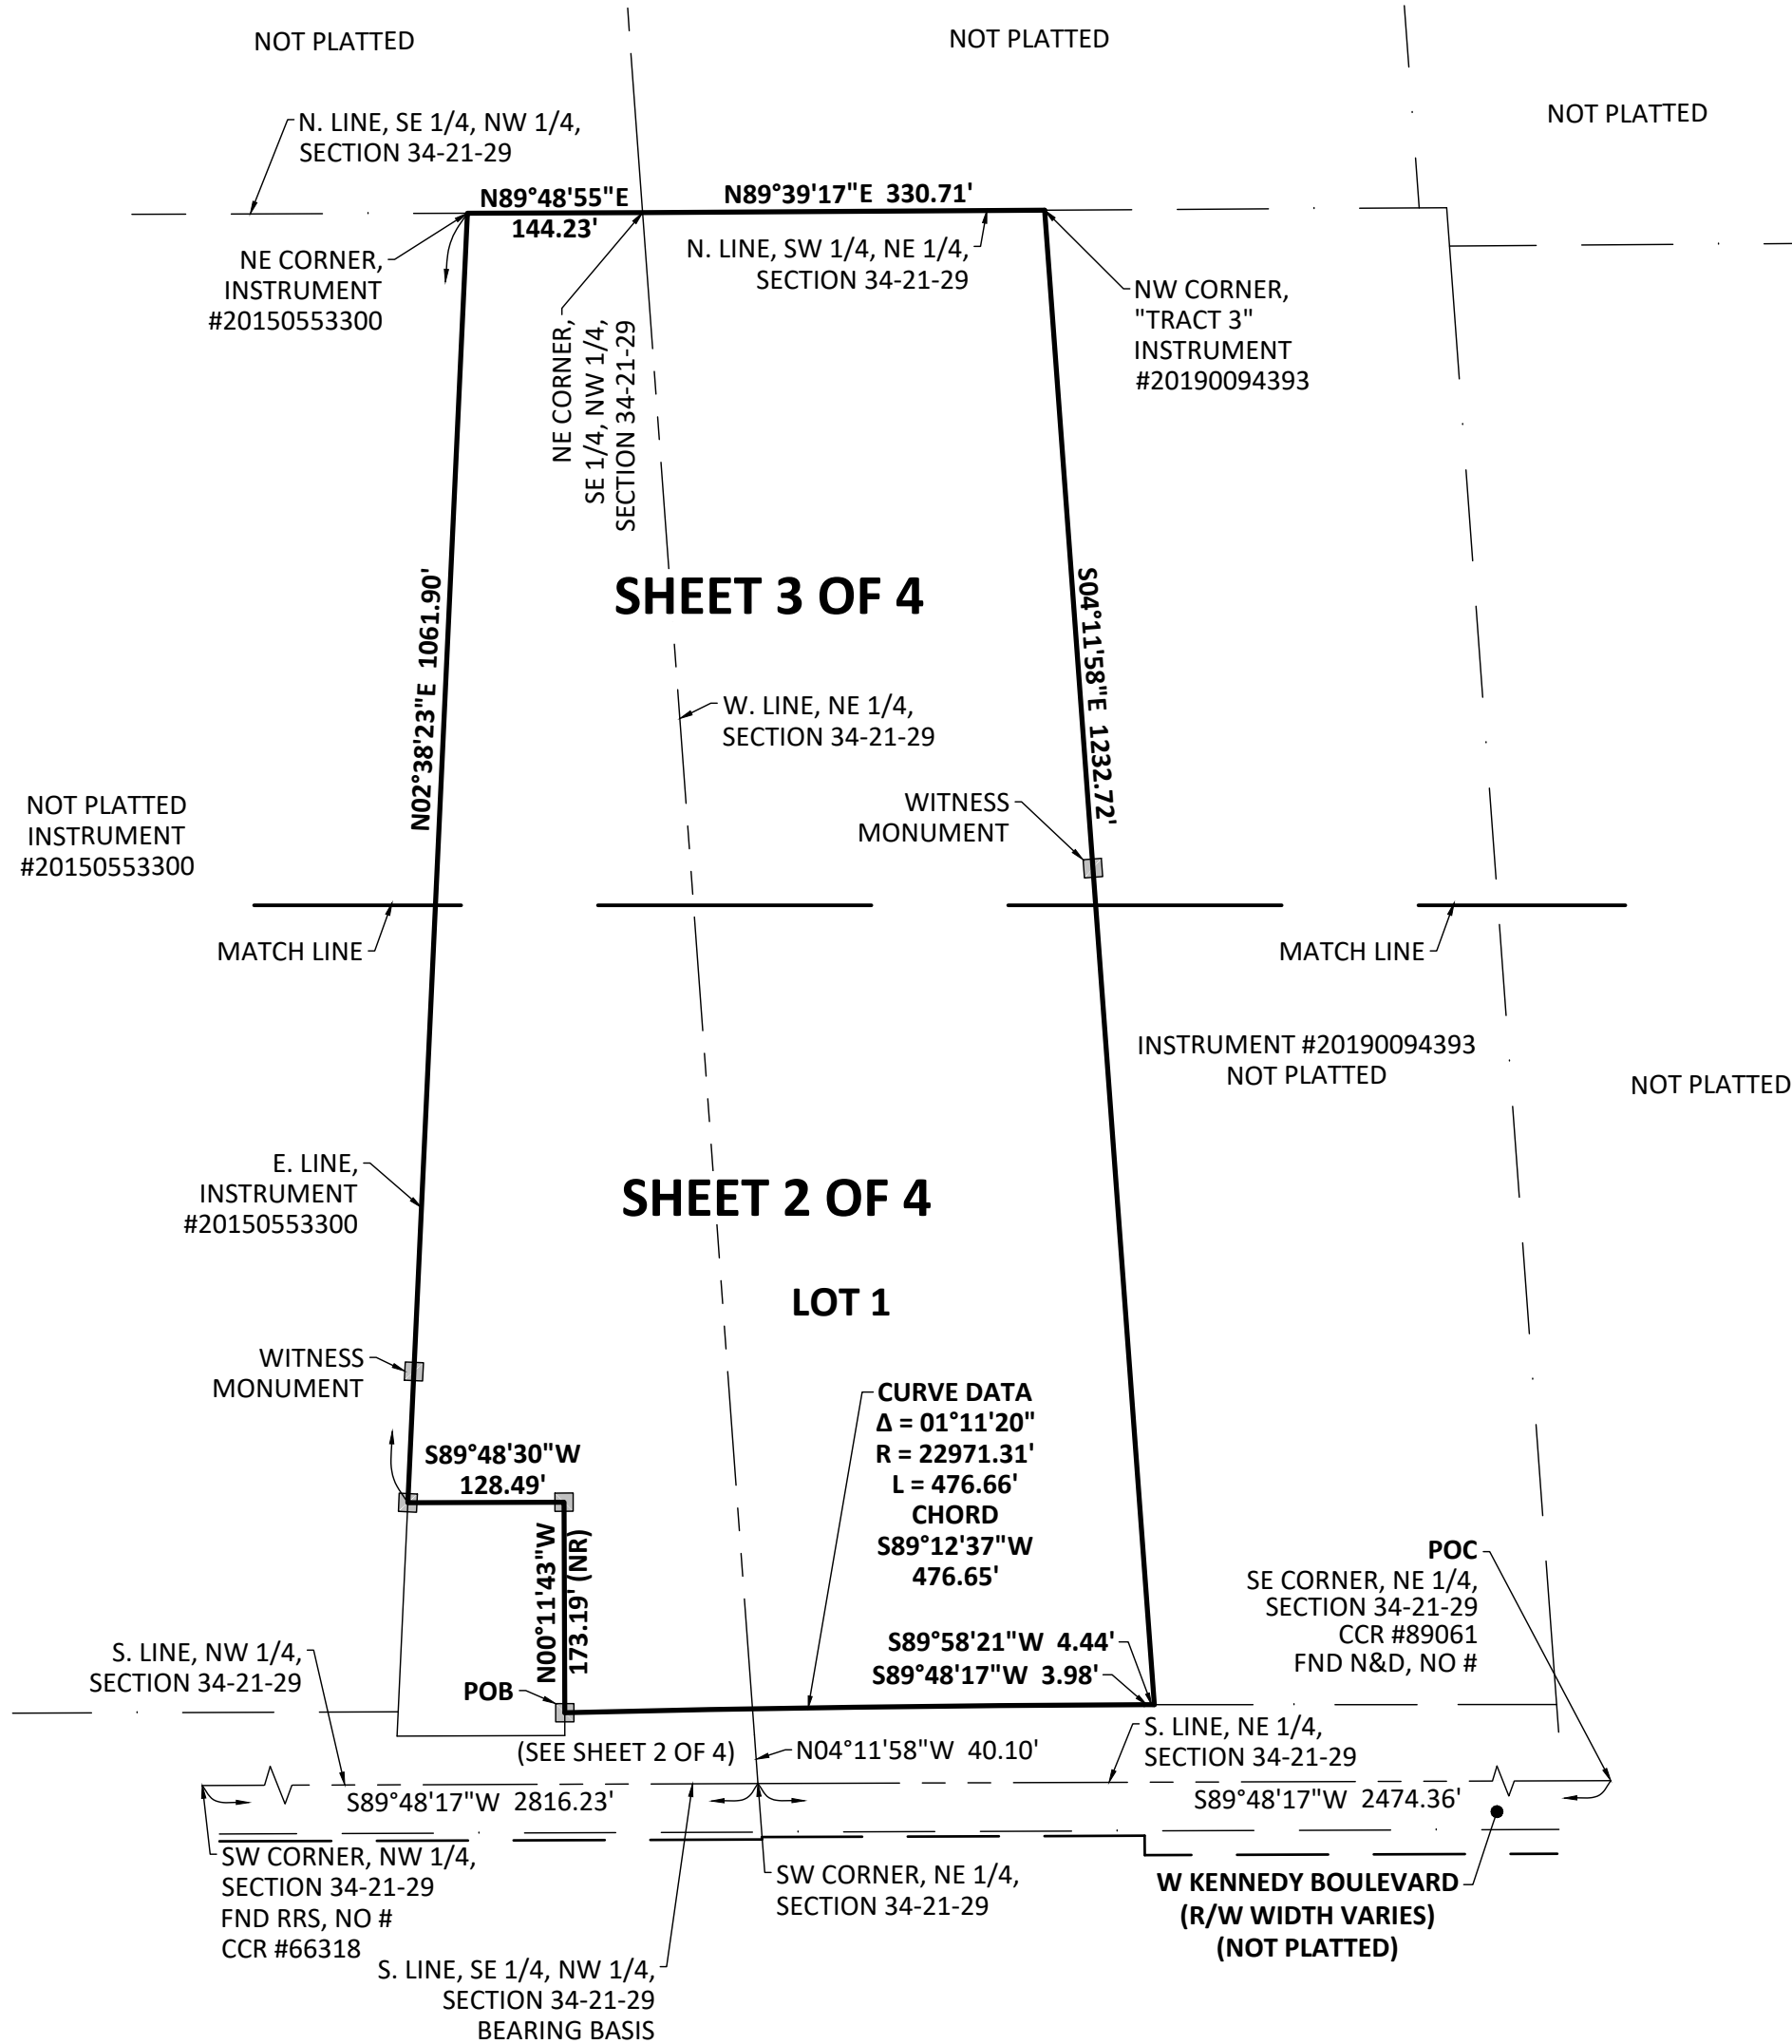 NOT PLATTED
NOT PLATTED
NOT PLATTED
N. LINE, SE 1/4, NW 1/4,
SECTION 34-21-29
N89°48'55"E
144.23'
N89°39'17"E 330.71'
NE CORNER,
INSTRUMENT
#20150553300
N. LINE, SW 1/4, NE 1/4,
SECTION 34-21-29
NW CORNER,
"TRACT 3"
INSTRUMENT
#20190094393
NE CORNER,
SE 1/4, NW 1/4,
SECTION 34-21-29
SHEET 3 OF 4
N02°38'23"E 1061.90'
S04°11'58"E 1232.72'
W. LINE, NE 1/4,
SECTION 34-21-29
WITNESS
MONUMENT
NOT PLATTED
INSTRUMENT
#20150553300
MATCH LINE
MATCH LINE
INSTRUMENT #20190094393
NOT PLATTED
NOT PLATTED
E. LINE,
INSTRUMENT
#20150553300
SHEET 2 OF 4
LOT 1
WITNESS
MONUMENT
CURVE DATA
Δ = 01°11'20"
R = 22971.31'
L = 476.66'
CHORD
S89°12'37"W
476.65'
S89°48'30"W
128.49'
N00°11'43"W
173.19' (NR)
POC
SE CORNER, NE 1/4,
SECTION 34-21-29
CCR #89061
FND N&D, NO #
S89°58'21"W 4.44'
S89°48'17"W 3.98'
S. LINE, NW 1/4,
SECTION 34-21-29
POB
(SEE SHEET 2 OF 4)
N04°11'58"W 40.10'
S. LINE, NE 1/4,
SECTION 34-21-29
S89°48'17"W 2816.23'
S89°48'17"W 2474.36'
SW CORNER, NW 1/4,
SECTION 34-21-29
FND RRS, NO #
CCR #66318
SW CORNER, NE 1/4,
SECTION 34-21-29
W KENNEDY BOULEVARD
(R/W WIDTH VARIES)
(NOT PLATTED)
S. LINE, SE 1/4, NW 1/4,
SECTION 34-21-29
BEARING BASIS